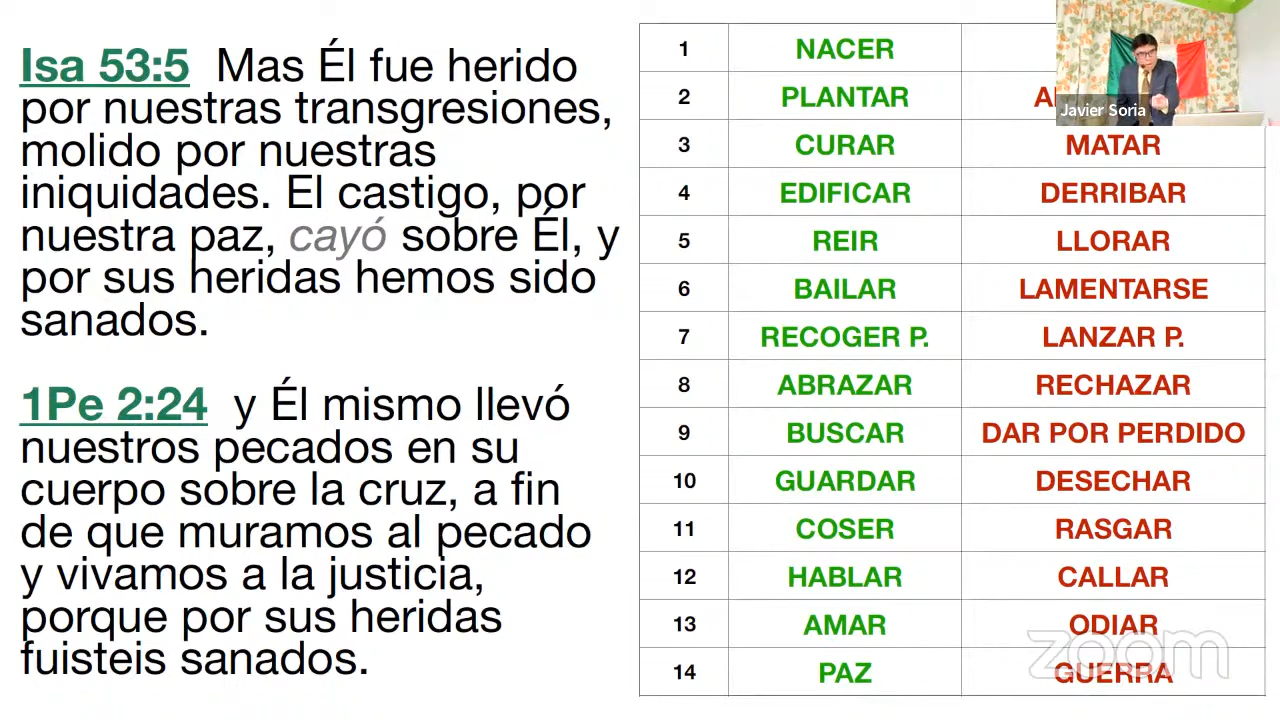 Isa 53:5 Mas Él fue herido
por nuestras transgresiones,
molido por nuestras
iniquidades. El castigo, por
nuestra paz, cayó sobre Él, y
por sus heridas hemos sido
sanados.
1Pe 2:24 y Él mismo llevó
nuestros pecados en su
cuerpo sobre la cruz, a fin
de que muramos al pecado
y vivamos a la justicia,
porque por sus heridas
fuisteis sanados.
1 NACER
2 PLANTAR
3 CURAR MATAR
4 EDIFICAR DERRIBAR
5 REIR LLORAR
6 BAILAR LAMENTARSE
7 RECOGER P. LANZAR P.
8 ABRAZAR RECHAZAR
9 BUSCAR DAR POR PERDIDO
10 GUARDAR DESECHAR
11 COSER RASGAR
12 HABLAR CALLAR
13 AMAR ODIAR
14 PAZ GUERRA
Javier Soria
zoom